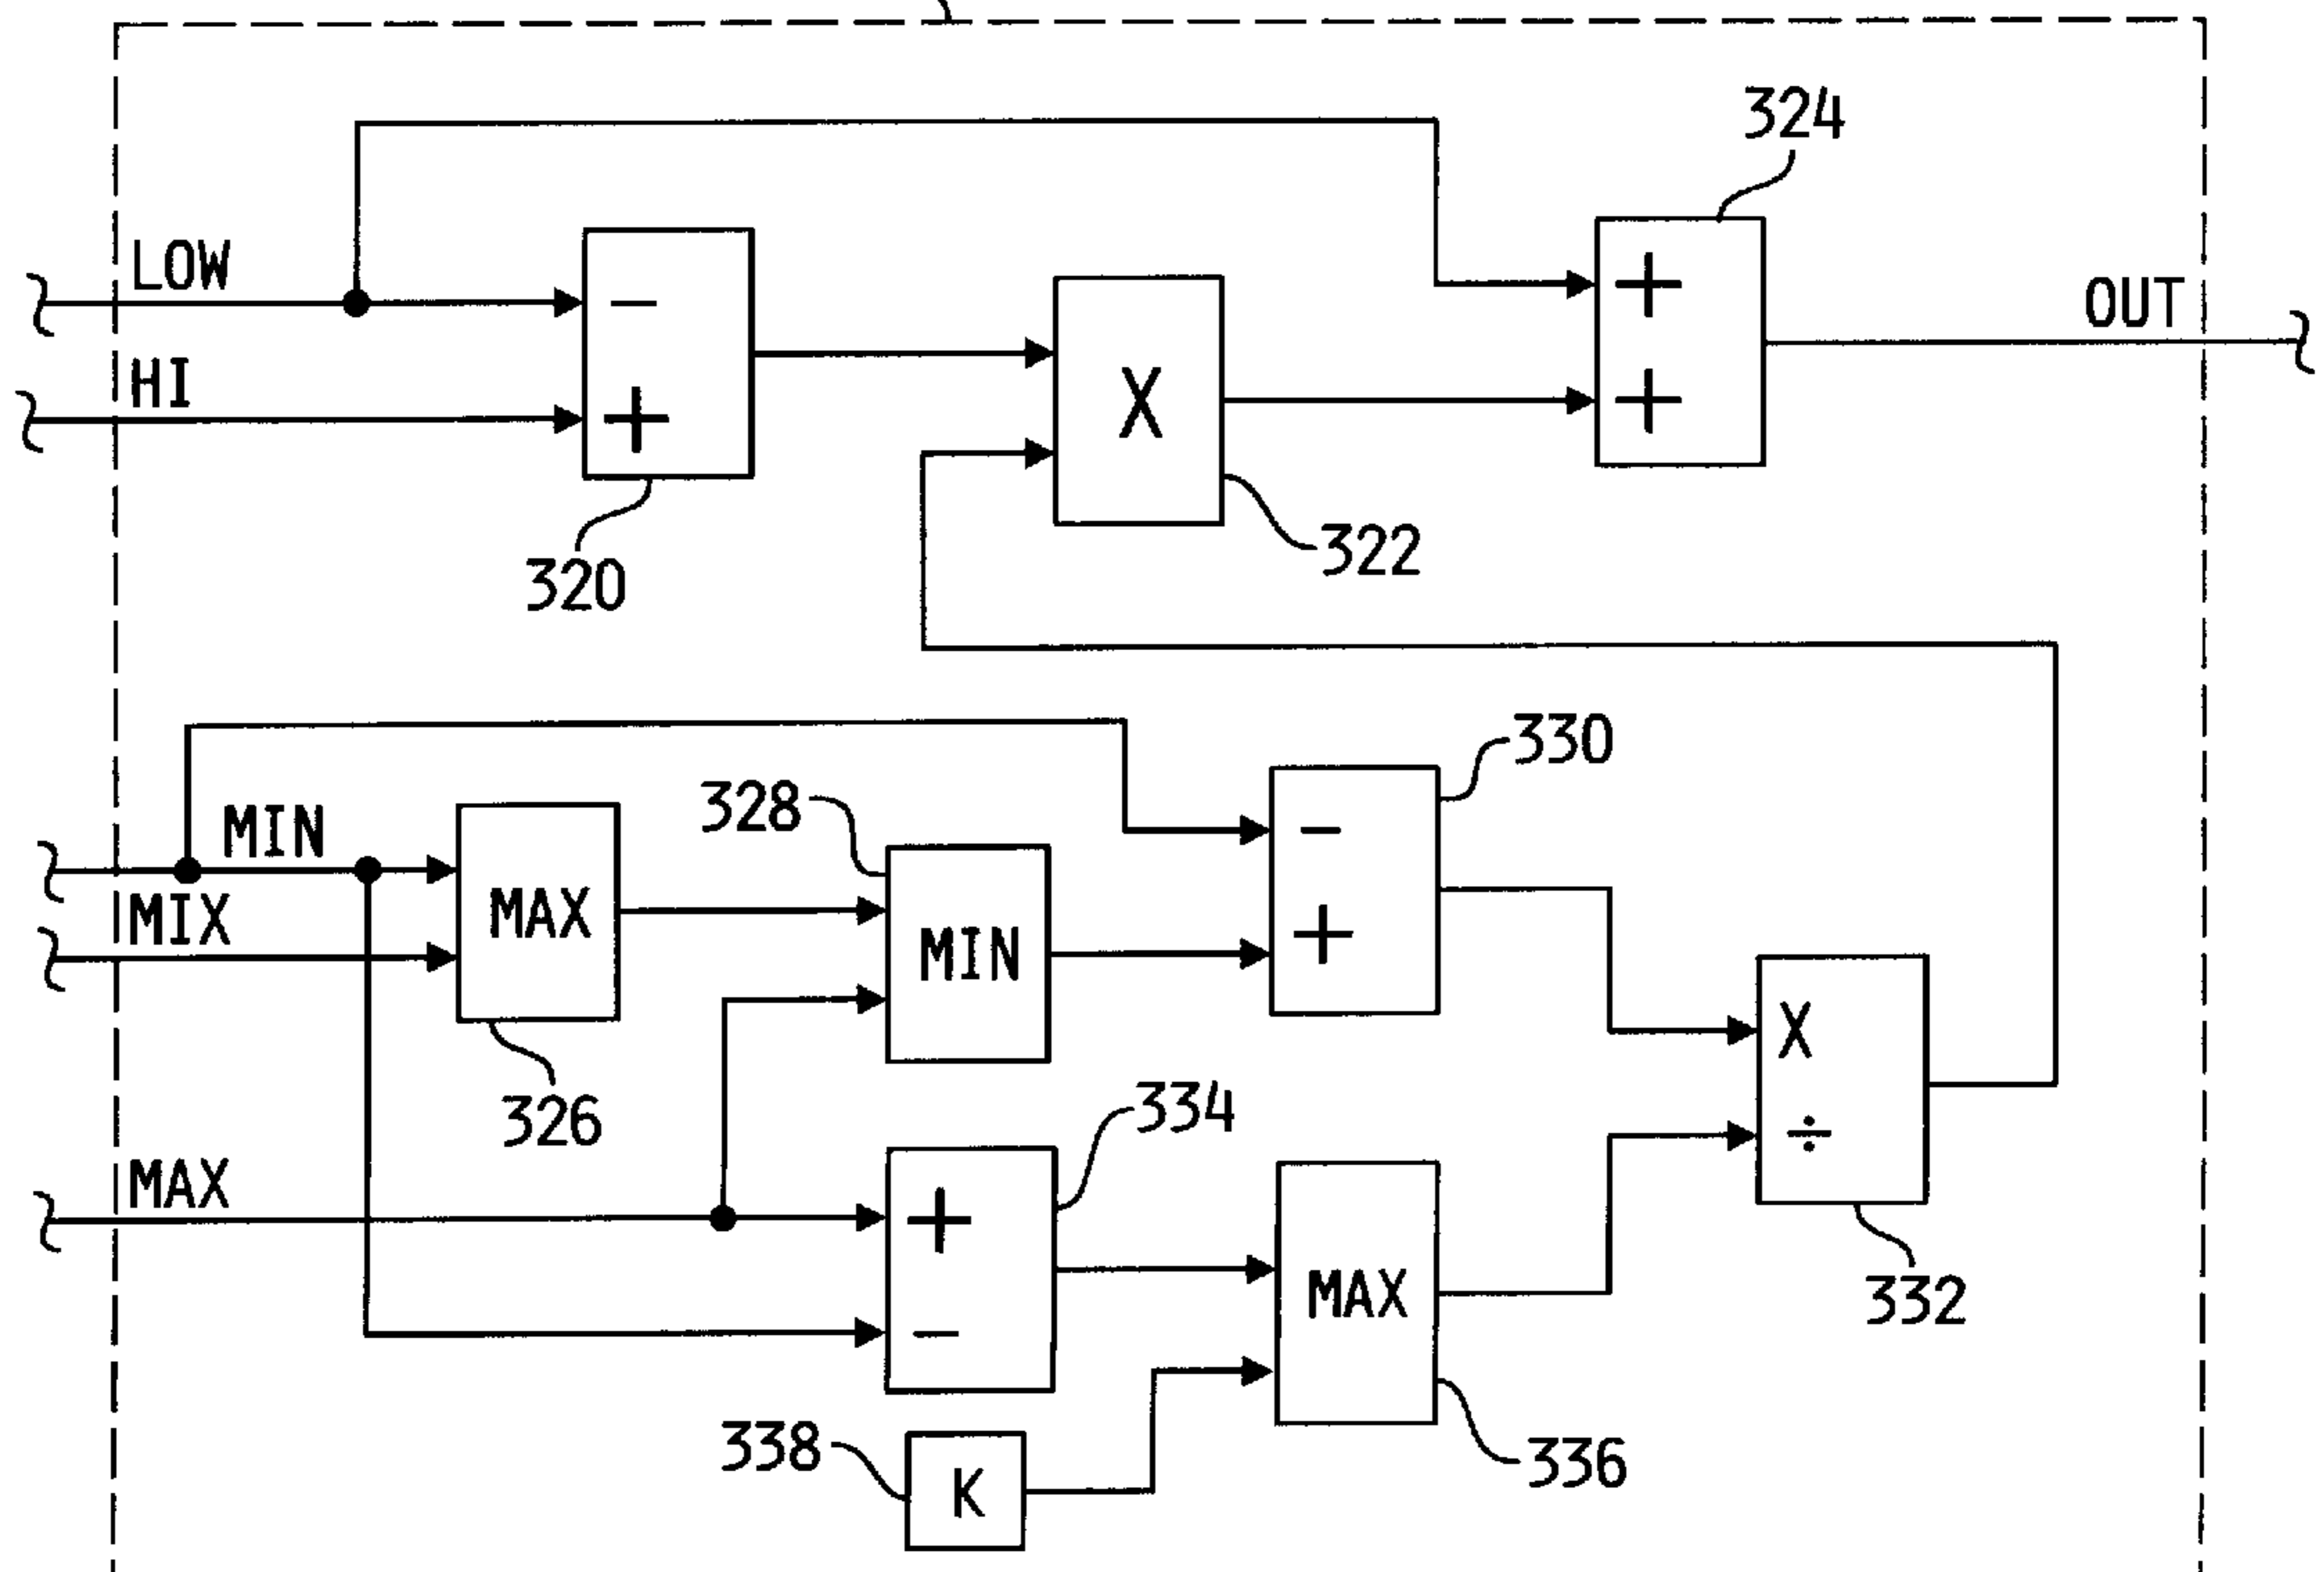 324
LOW
HI
−
+
X
+
+
OUT
320
322
330
328
MIN
MIX
MAX
MIN
−
+
X
÷
326
334
MAX
+
−
MAX
332
338
K
336